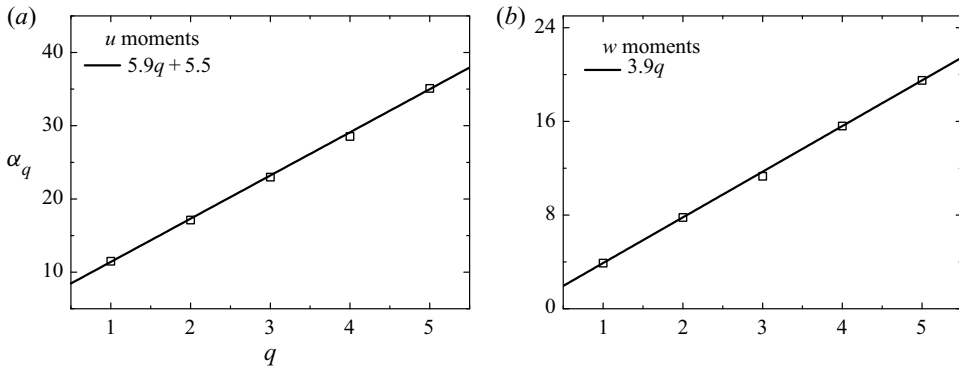 (a)
u moments
5.9q + 5.5
40
30
20
10
α_q
1 2 3 4 5
q
(b)
w moments
3.9q
24
16
8
0
1 2 3 4 5